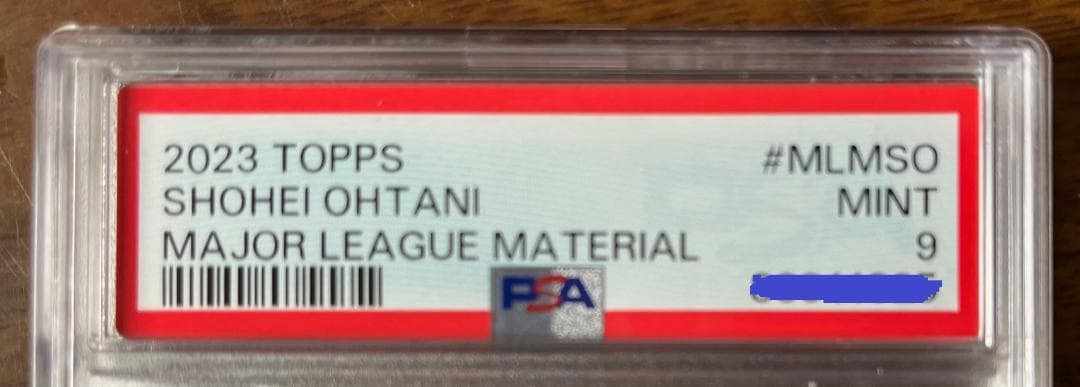 2023 TOPPS #MLMSO
SHOHEI OHTANI MINT
MAJOR LEAGUE MATERIAL 9
PSA